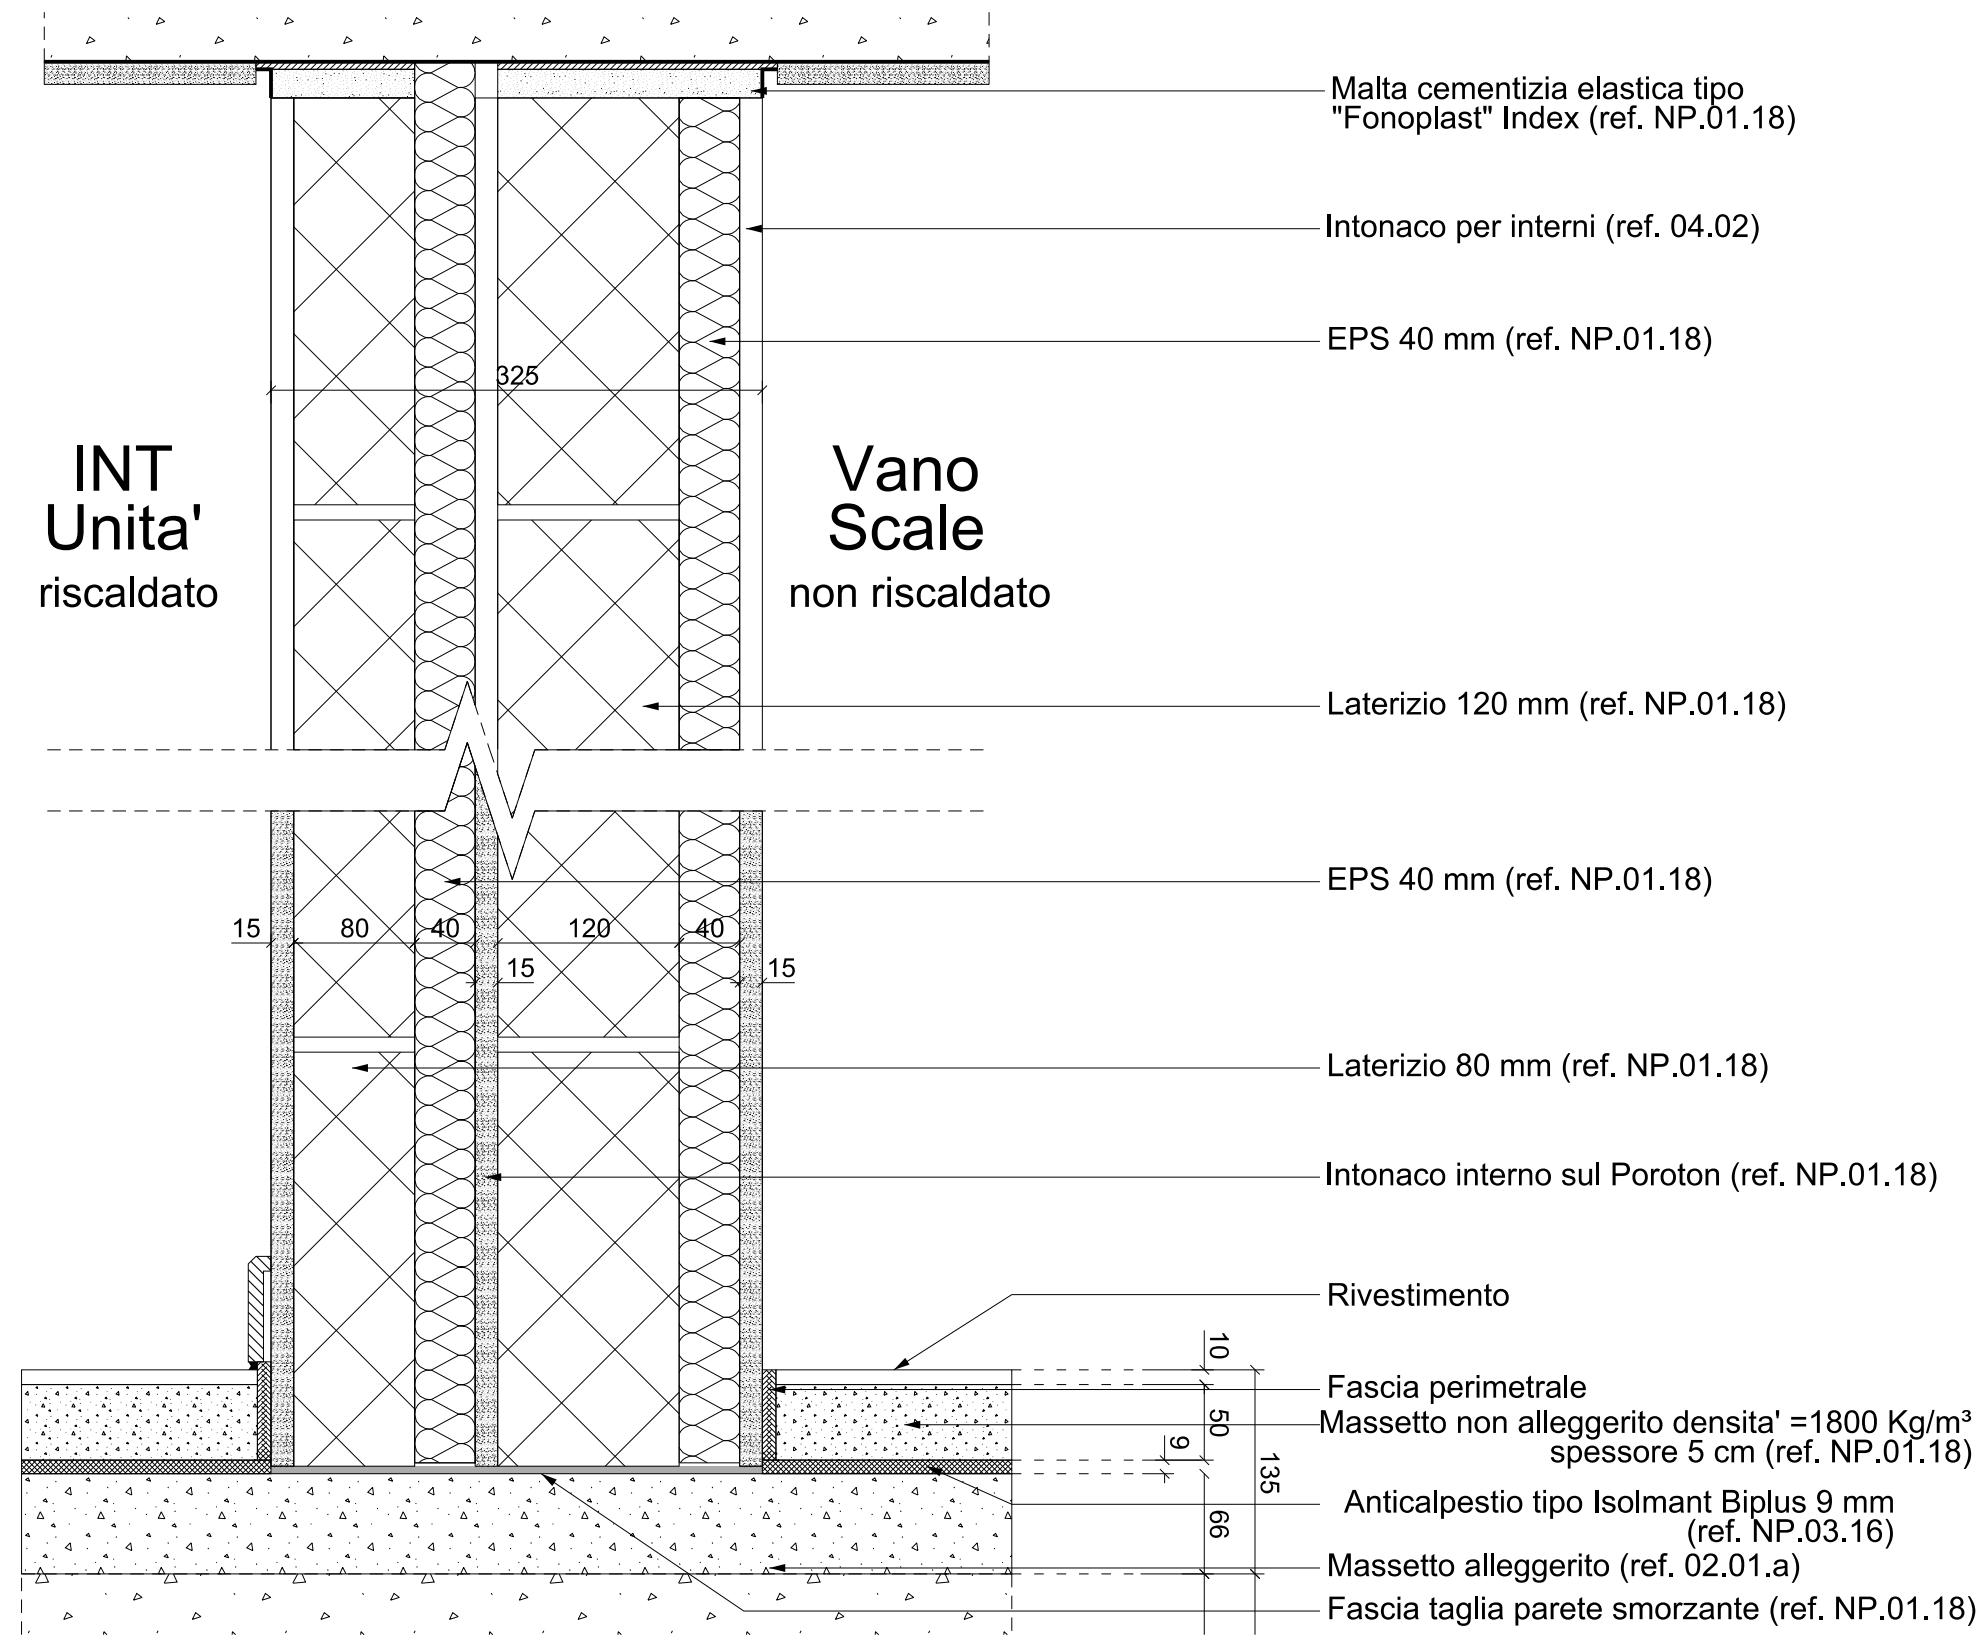 Malta cementizia elastica tipo
"Fonoplast" Index (ref. NP.01.18)
Intonaco per interni (ref. 04.02)
EPS 40 mm (ref. NP.01.18)
325
INT
Unita'
riscaldato
Vano
Scale
non riscaldato
Laterizio 120 mm (ref. NP.01.18)
EPS 40 mm (ref. NP.01.18)
15 80 40 120 40
15 15
Laterizio 80 mm (ref. NP.01.18)
Intonaco interno sul Poroton (ref. NP.01.18)
Rivestimento
10
Fascia perimetrale
50
Massetto non alleggerito densita' =1800 Kg/m³
spessore 5 cm (ref. NP.01.18)
9
135
Anticalpestio tipo Isolmant Biplus 9 mm
(ref. NP.03.16)
66
Massetto alleggerito (ref. 02.01.a)
Fascia taglia parete smorzante (ref. NP.01.18)